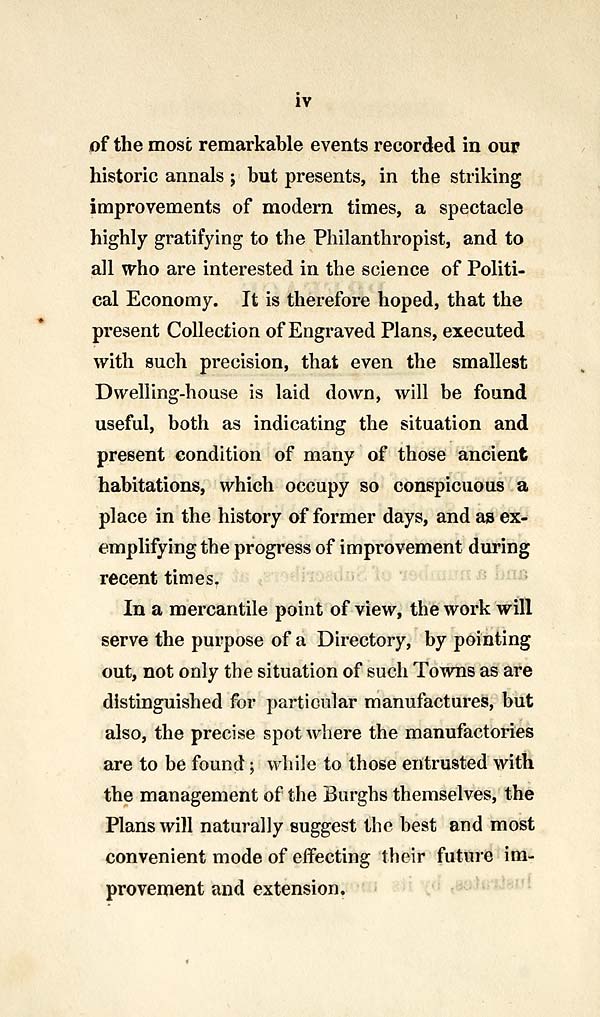 iv
of the most remarkable events recorded in our
historic annals ; but presents, in the striking
improvements of modern times, a spectacle
highly gratifying to the Philanthropist, and to
all who are interested in the science of Politi-
cal Economy. It is therefore hoped, that the
present Collection of Engraved Plans, executed
with such precision, that even the smallest
Dwelling-house is laid down, will be found
useful, both as indicating the situation and
present condition of many of those ancient
habitations, which occupy so conspicuous a
place in the history of former days, and as ex-
emplifying the progress of improvement during
recent times.
In a mercantile point of view, the work will
serve the purpose of a Directory, by pointing
out, not only the situation of such Towns as are
distinguished for particular manufactures, but
also, the precise spot where the manufactories
are to be found ; while to those entrusted with
the management of the Burghs themselves, the
Plans will naturally suggest the best and most
convenient mode of effecting their future im-
provement and extension.